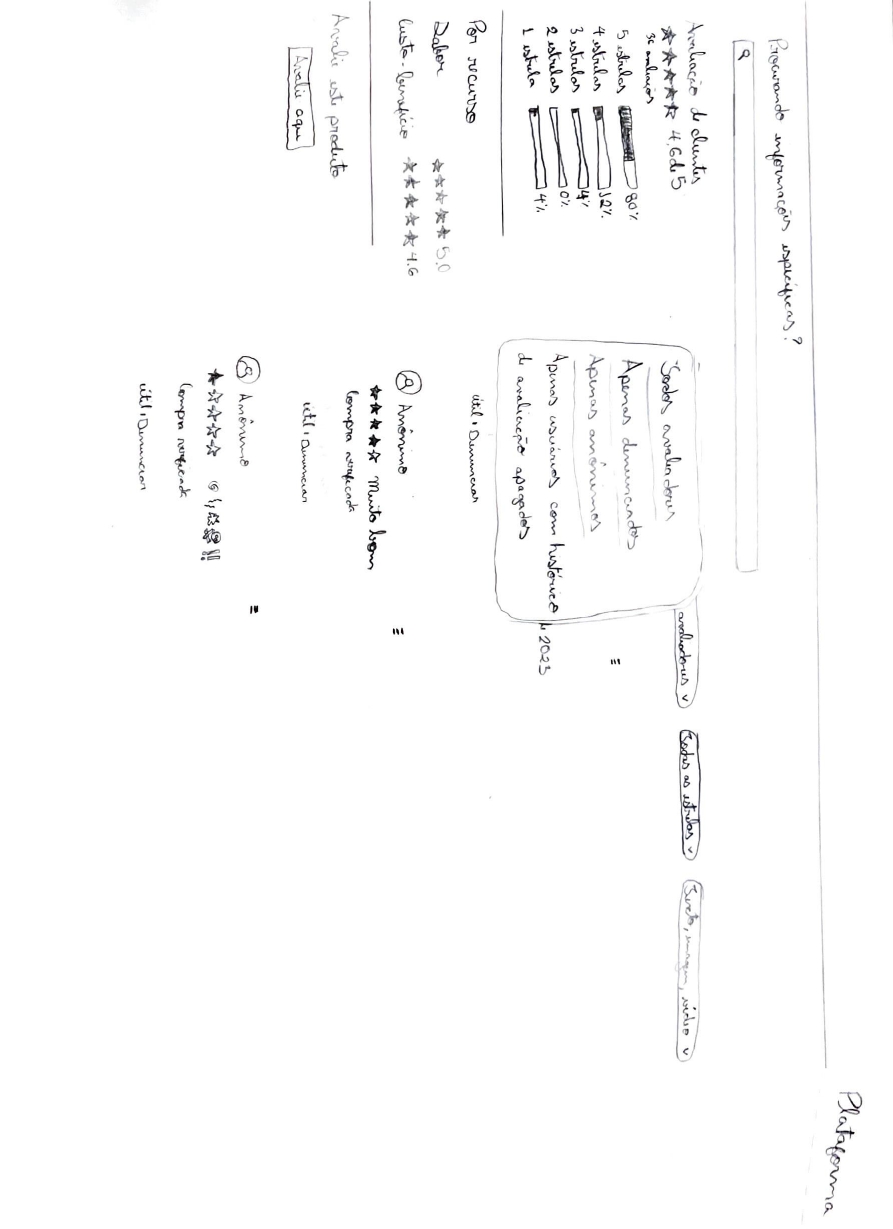 Plataforma
Procurando informações específicas?
Avaliação de clientes
4.6 de 5
36 avaliações
5 estrelas 80%
4 estrelas 12%
3 estrelas 4%
2 estrelas 0%
1 estrela 4%
Por recurso
Sabor 5.0
Custo-benefício 4.6
Avalie este produto
Avalie aqui
avaliadores
Todas as estrelas
Texto, imagem, vídeo
Todos avaliadores
Apenas denunciados
Apenas anônimos
Apenas usuários com histórico
de avaliação apagados
de 2023
útil | Denunciar
Anônimo
Muito bom
Compra verificada
útil | Denunciar
Anônimo
Compra verificada
útil | Denunciar